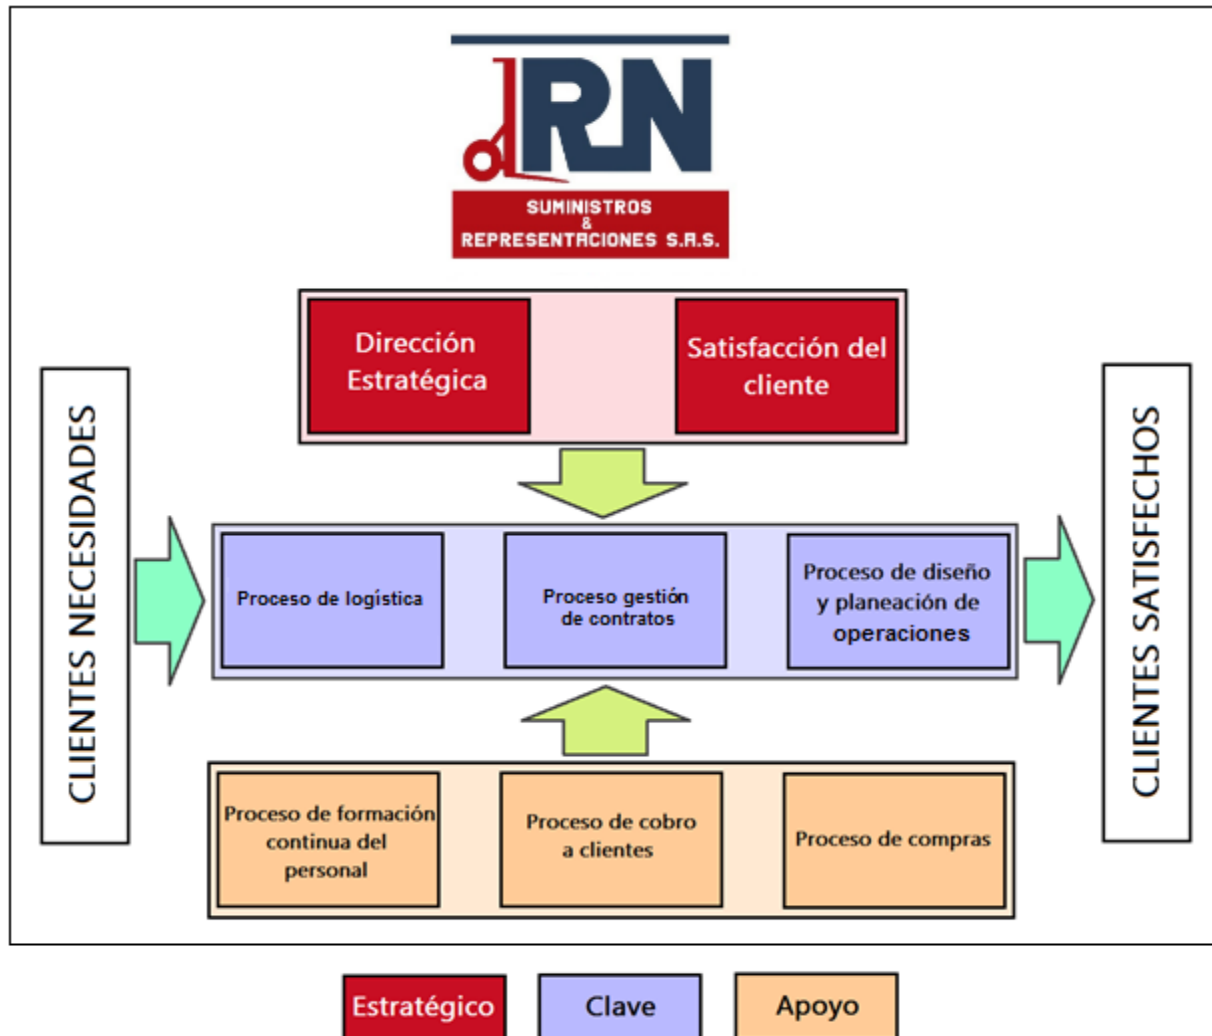 RN
SUMINISTROS
&
REPRESENTACIONES S.A.S.
Dirección
Estratégica
Satisfacción del
cliente
CLIENTES NECESIDADES
Proceso de logística
Proceso gestión
de contratos
Proceso de diseño
y planeación de
operaciones
CLIENTES SATISFECHOS
Proceso de formación
continua del
personal
Proceso de cobro
a clientes
Proceso de compras
Estratégico
Clave
Apoyo